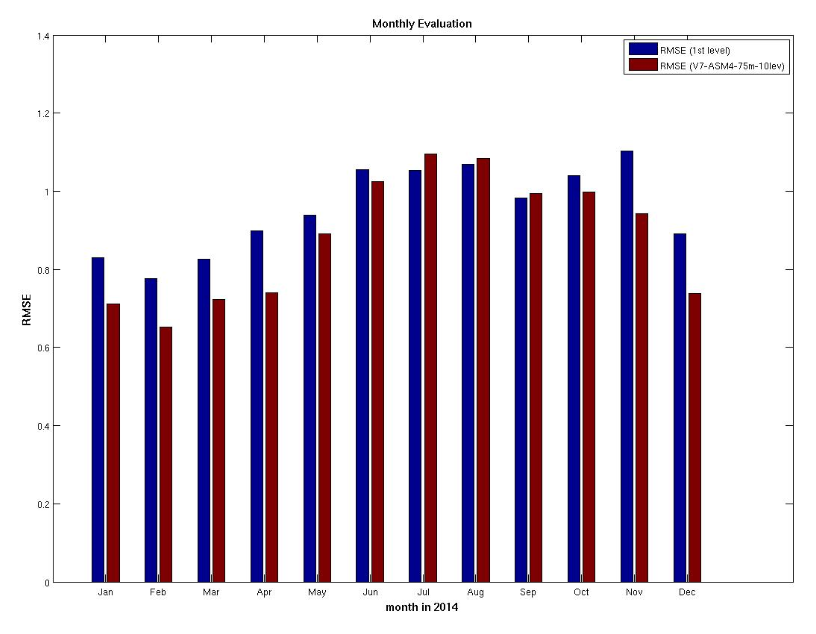 Monthly Evaluation
RMSE (1st level)
RMSE (V7-ASM4-75m-10lev)
1.4
1.2
1
0.8
0.6
0.4
0.2
0
RMSE
Jan Feb Mar Apr May Jun Jul Aug Sep Oct Nov Dec
month in 2014